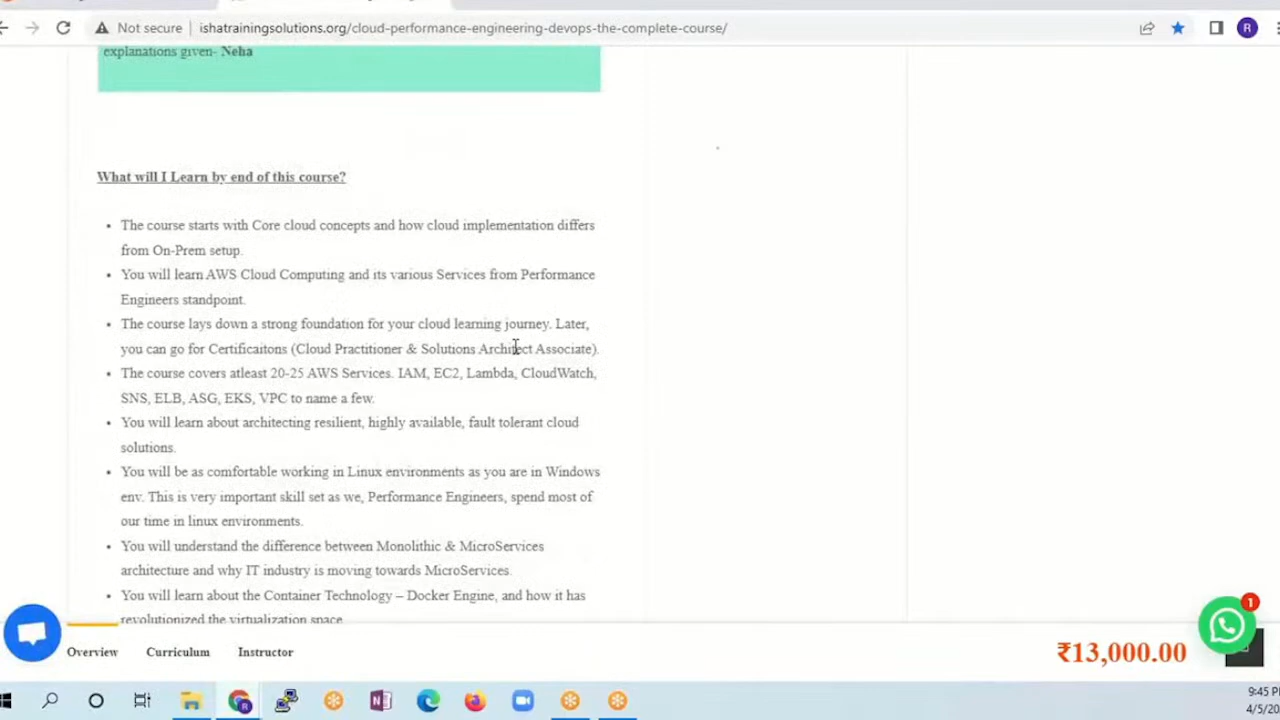 Not secure ishatrainingsolutions.org/cloud-performance-engineering-devops-the-complete-course/
R
explanations given- Neha
What will I Learn by end of this course?
• The course starts with Core cloud concepts and how cloud implementation differs
from On-Prem setup.
• You will learn AWS Cloud Computing and its various Services from Performance
Engineers standpoint.
• The course lays down a strong foundation for your cloud learning journey. Later,
you can go for Certificaitons (Cloud Practitioner & Solutions Architect Associate).
• The course covers atleast 20-25 AWS Services. IAM, EC2, Lambda, CloudWatch,
SNS, ELB, ASG, EKS, VPC to name a few.
• You will learn about architecting resilient, highly available, fault tolerant cloud
solutions.
• You will be as comfortable working in Linux environments as you are in Windows
env. This is very important skill set as we, Performance Engineers, spend most of
our time in linux environments.
• You will understand the difference between Monolithic & MicroServices
architecture and why IT industry is moving towards MicroServices.
• You will learn about the Container Technology – Docker Engine, and how it has
revolutionized the virtualization space
1
Overview Curriculum Instructor ₹13,000.00
9:45 P
4/5/20